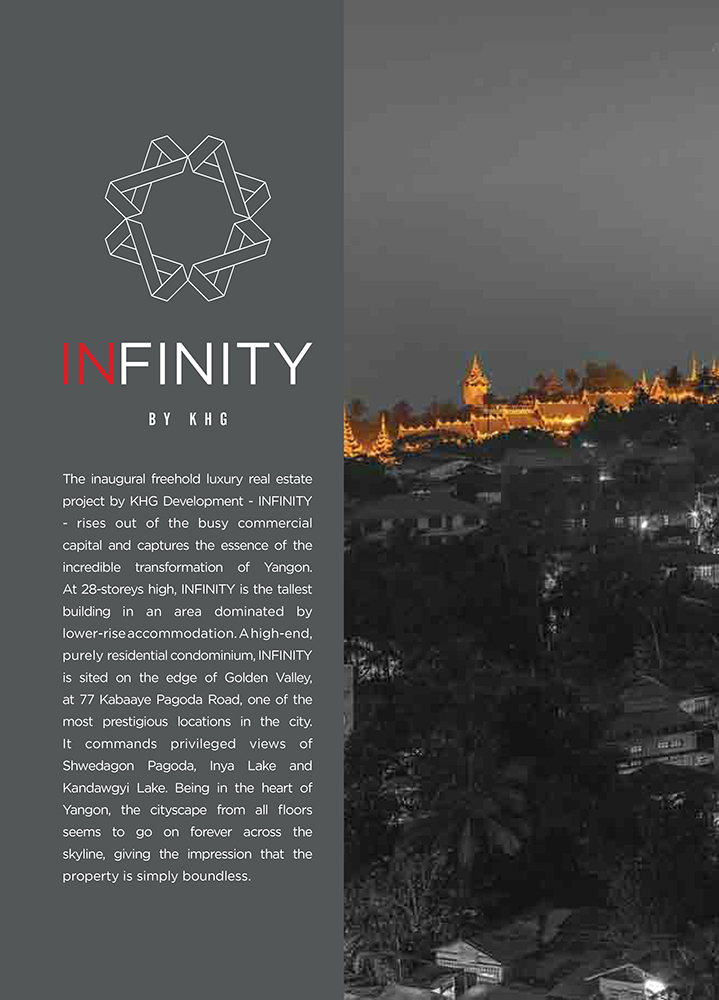 INFINITY
BY KHG
The inaugural freehold luxury real estate
project by KHG Development - INFINITY
- rises out of the busy commercial
capital and captures the essence of the
incredible transformation of Yangon.
At 28-storeys high, INFINITY is the tallest
building in an area dominated by
lower-rise accommodation. A high-end,
purely residential condominium, INFINITY
is sited on the edge of Golden Valley,
at 77 Kabaaye Pagoda Road, one of the
most prestigious locations in the city.
It commands privileged views of
Shwedagon Pagoda, Inya Lake and
Kandawgyi Lake. Being in the heart of
Yangon, the cityscape from all floors
seems to go on forever across the
skyline, giving the impression that the
property is simply boundless.